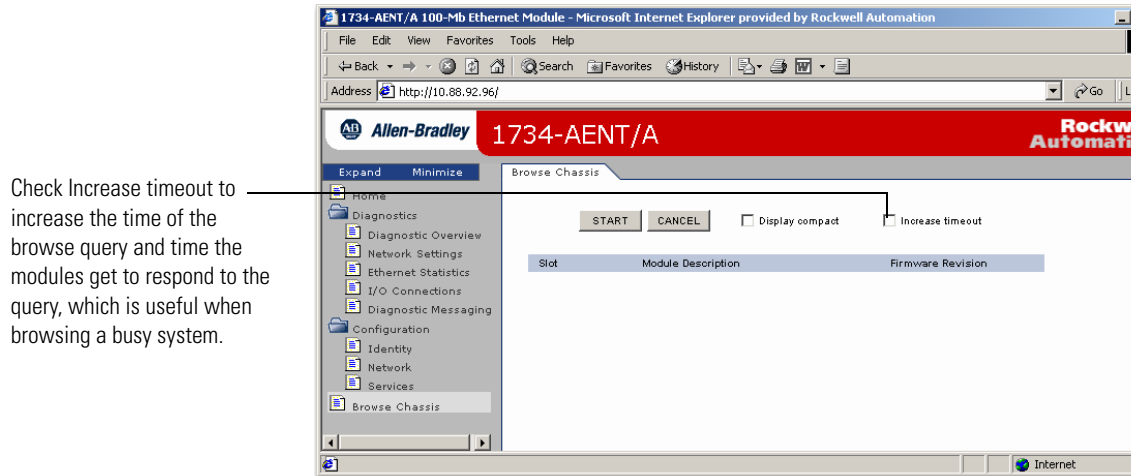 1734-AENT/A 100-Mb Ethernet Module - Microsoft Internet Explorer provided by Rockwell Automation
File Edit View Favorites Tools Help
Back Search Favorites History
Address http://10.88.92.96/ Go L
AB Allen-Bradley 1734-AENT/A Rockw
Automati
Expand Minimize Browse Chassis
Check Increase timeout to
increase the time of the
browse query and time the
modules get to respond to the
query, which is useful when
browsing a busy system.
Home
Diagnostics
Diagnostic Overview
Network Settings
Ethernet Statistics
I/O Connections
Diagnostic Messaging
Configuration
Identity
Network
Services
Browse Chassis
START CANCEL Display compact Increase timeout
Slot Module Description Firmware Revision
Internet